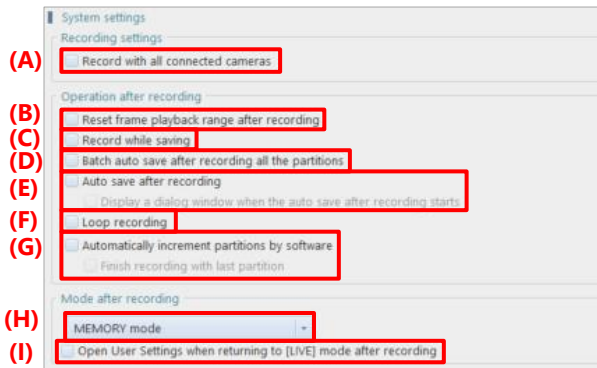 System settings
Recording settings
(A) Record with all connected cameras
Operation after recording
(B) Reset frame playback range after recording
(C) Record while saving
(D) Batch auto save after recording all the partitions
(E) Auto save after recording
Display a dialog window when the auto save after recording starts
(F) Loop recording
(G) Automatically increment partitions by software
Finish recording with last partition
Mode after recording
(H) MEMORY mode
(I) Open User Settings when returning to [LIVE] mode after recording